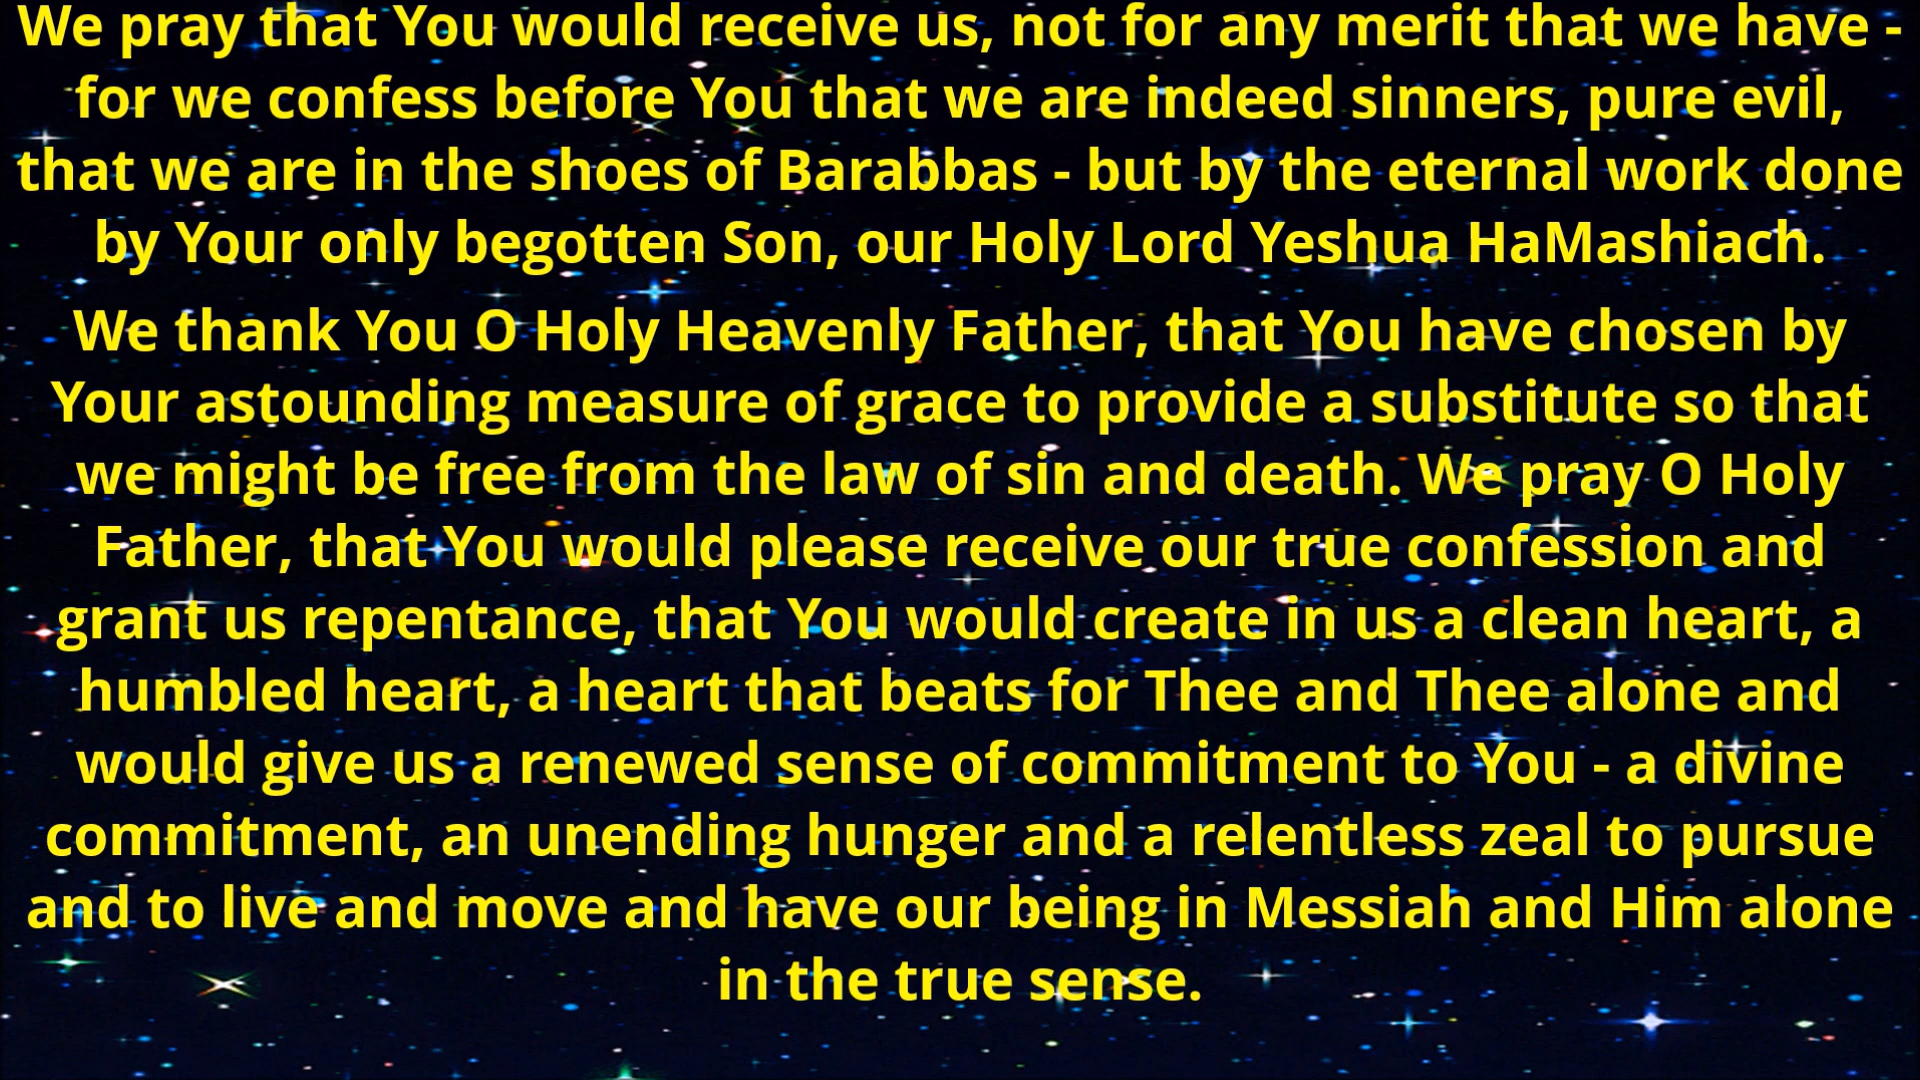 We pray that You would receive us, not for any merit that we have -
for we confess before You that we are indeed sinners, pure evil,
that we are in the shoes of Barabbas - but by the eternal work done
by Your only begotten Son, our Holy Lord Yeshua HaMashiach.
We thank You O Holy Heavenly Father, that You have chosen by
Your astounding measure of grace to provide a substitute so that
we might be free from the law of sin and death. We pray O Holy
Father, that You would please receive our true confession and
grant us repentance, that You would create in us a clean heart, a
humbled heart, a heart that beats for Thee and Thee alone and
would give us a renewed sense of commitment to You - a divine
commitment, an unending hunger and a relentless zeal to pursue
and to live and move and have our being in Messiah and Him alone
in the true sense.